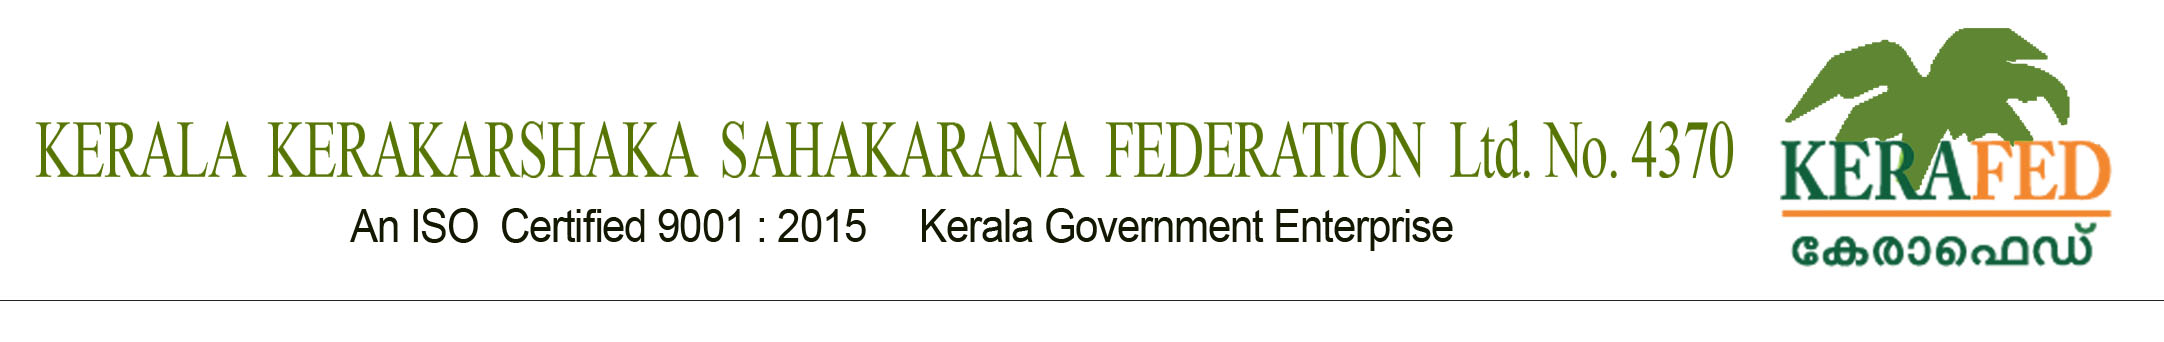 KERALA KERAKARSHAKA SAHAKARANA FEDERATION Ltd. No. 4370
An ISO Certified 9001 : 2015 Kerala Government Enterprise
KERAFED
കേരാഫെഡ്